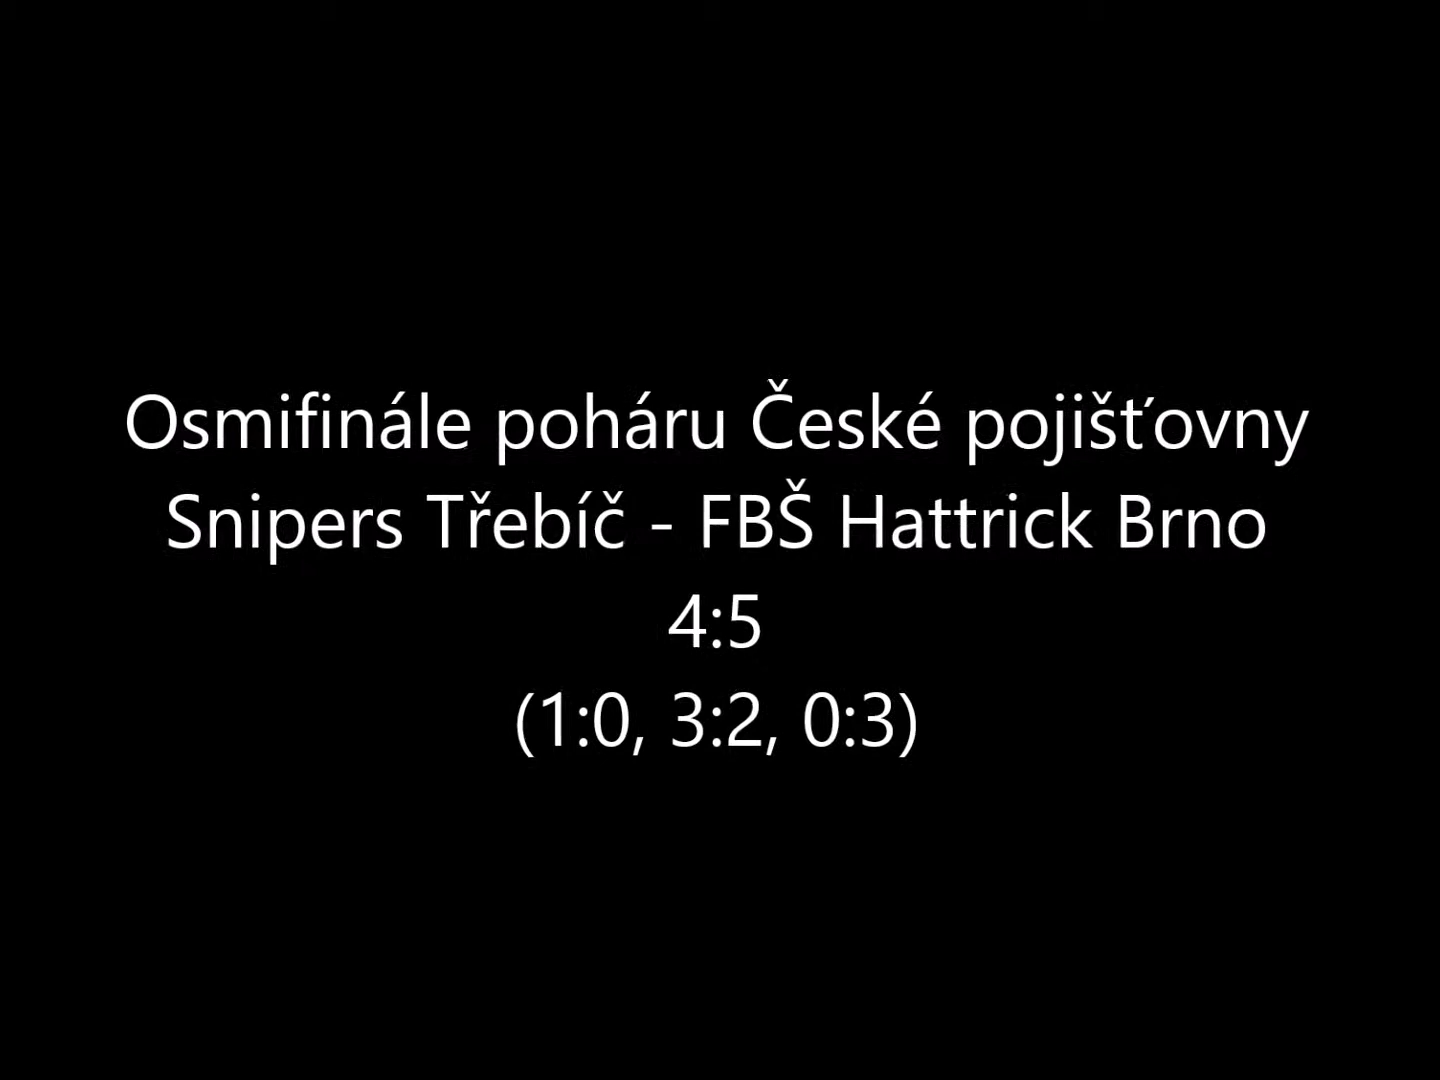 Osmifinále poháru České pojišťovny
Snipers Třebíč - FBŠ Hattrick Brno
4:5
(1:0, 3:2, 0:3)